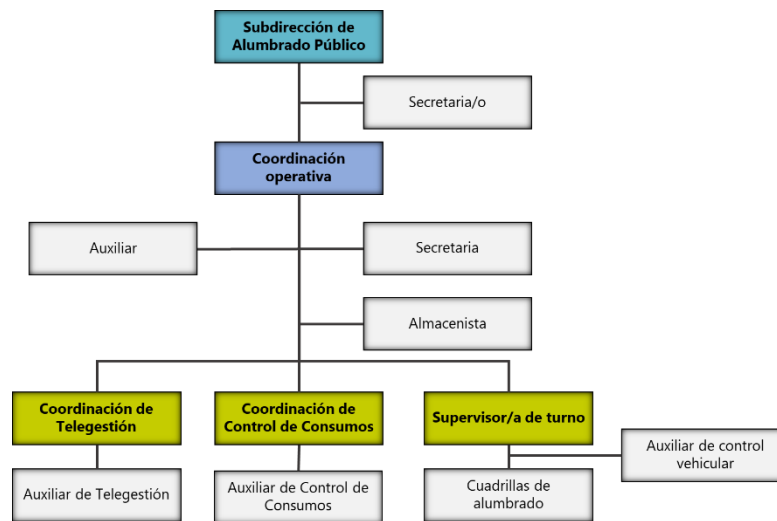 Subdirección de
Alumbrado Público
Secretaria/o
Coordinación
operativa
Auxiliar
Secretaria
Almacenista
Coordinación de
Telegestión
Coordinación de
Control de Consumos
Supervisor/a de turno
Auxiliar de control
vehicular
Auxiliar de Telegestión
Auxiliar de Control de
Consumos
Cuadrillas de
alumbrado